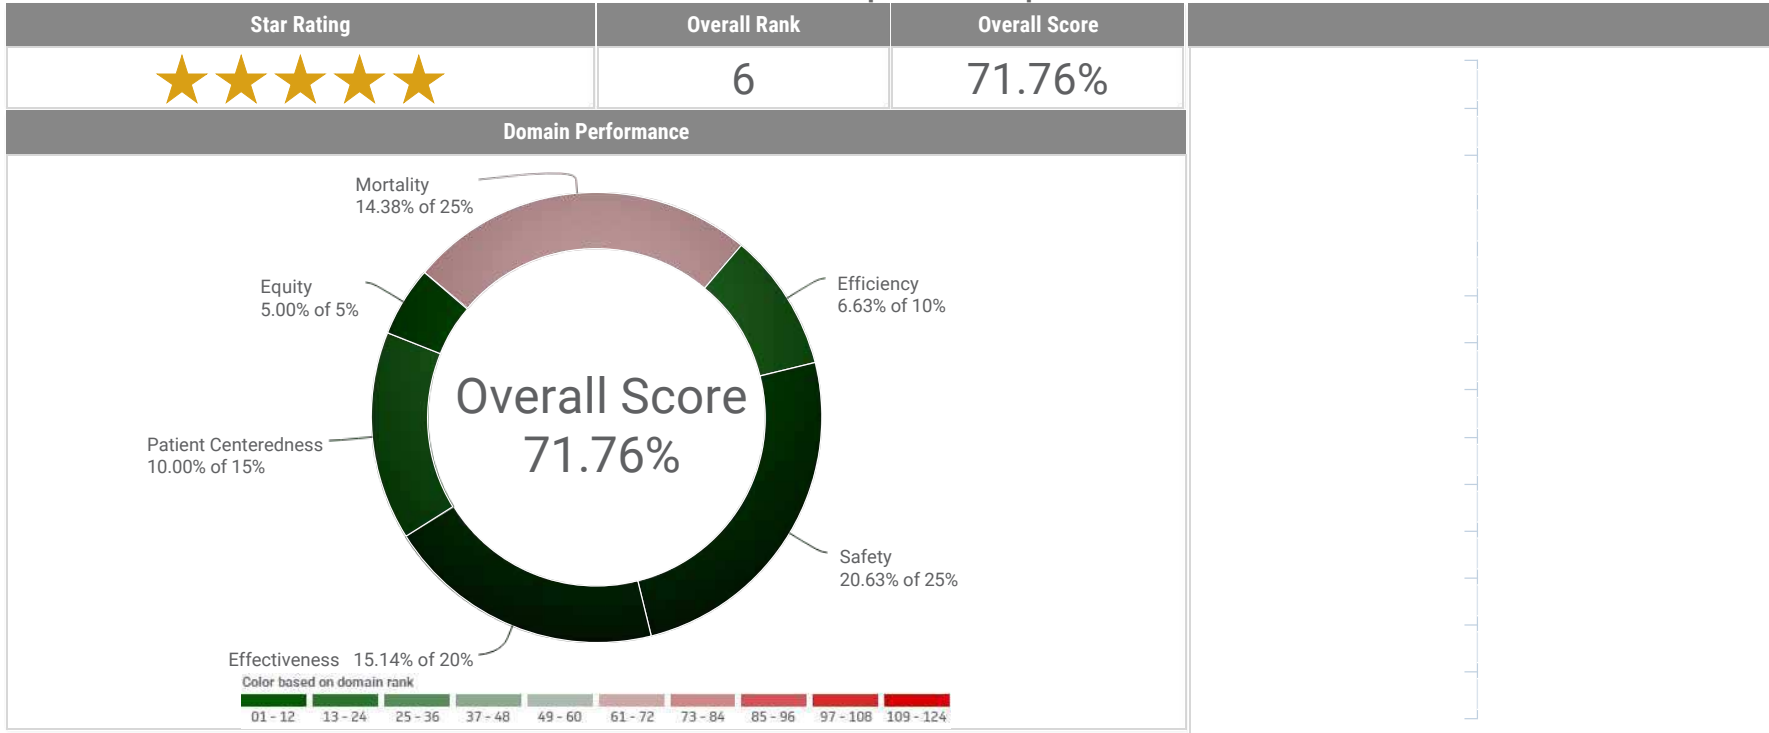 Star Rating
Overall Rank
Overall Score
6
71.76%
Domain Performance
Mortality
14.38% of 25%
Equity
5.00% of 5%
Efficiency
6.63% of 10%
Overall Score
71.76%
Patient Centeredness
10.00% of 15%
Safety
20.63% of 25%
Effectiveness 15.14% of 20%
Color based on domain rank
01 - 12 13 - 24 25 - 36 37 - 48 49 - 60 61 - 72 73 - 84 85 - 96 97 - 108 109 - 124